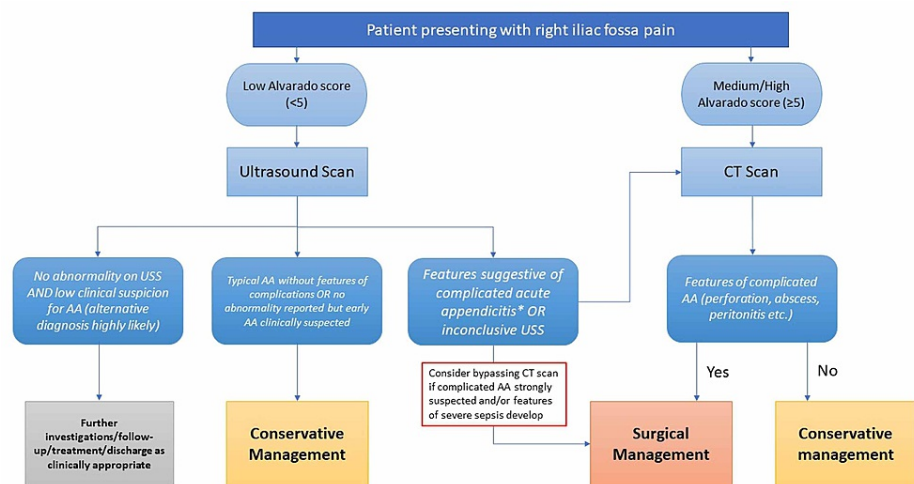 Patient presenting with right iliac fossa pain
Low Alvarado score
(<5)
Medium/High
Alvarado score (≥5)
Ultrasound Scan
CT Scan
No abnormality on USS
AND low clinical suspicion
for AA (alternative
diagnosis highly likely)
Typical AA without features of
complications OR no
abnormality reported but early
AA clinically suspected
Features suggestive of
complicated acute
appendicitis* OR
inconclusive USS
Features of complicated
AA (perforation, abscess,
peritonitis etc.)
Consider bypassing CT scan
if complicated AA strongly
suspected and/or features
of severe sepsis develop
Yes
No
Further
investigations/follow-
up/treatment/discharge as
clinically appropriate
Conservative
Management
Surgical
Management
Conservative
management